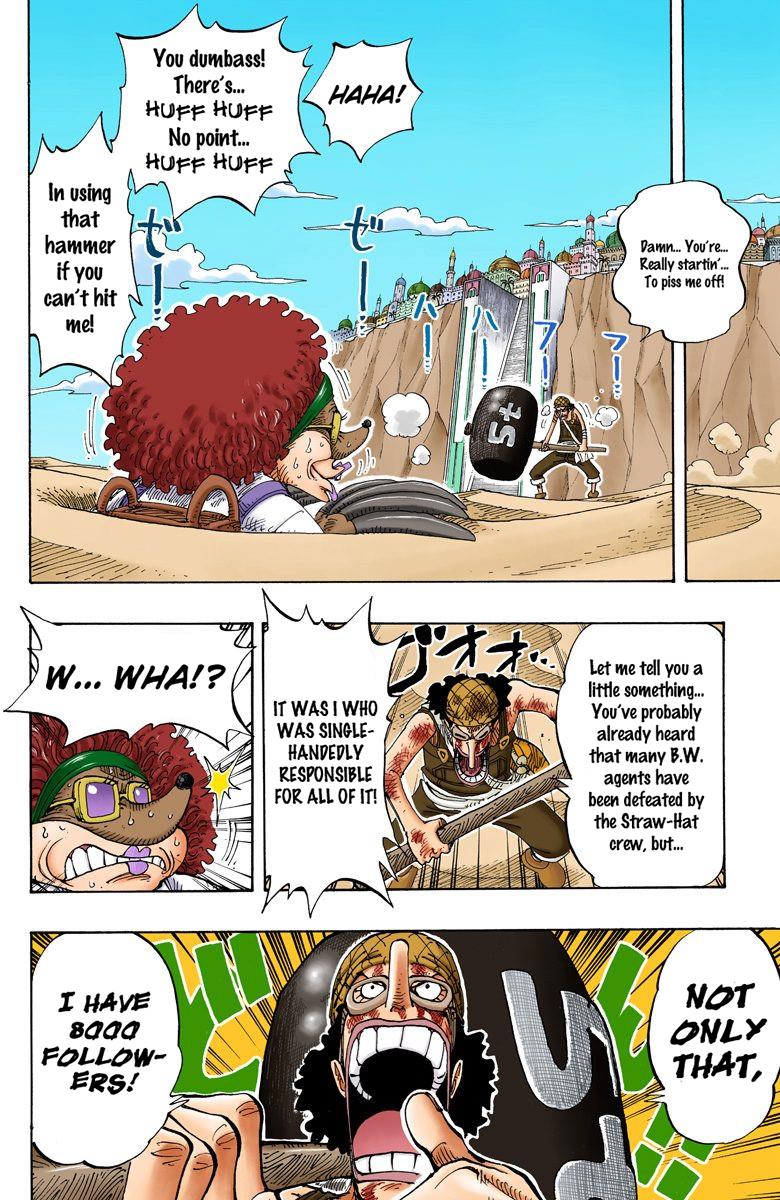 Damn... You're...
Really startin'...
To piss me off!
HAHA!
You dumbass!
There's...
HUFF HUFF
No point...
HUFF HUFF
In using
that
hammer
if you
can't hit
me!
ゼー
ゼー
ハー
ハー
フー
フー
5t
Let me tell you a
little something...
You've probably
already heard
that many B.W.
agents have
been defeated by
the Straw-Hat
crew, but...
ゴオオ...
IT WAS I WHO
WAS SINGLE-
HANDEDLY
RESPONSIBLE
FOR ALL OF IT!
W... WHA!?
NOT
ONLY
THAT,
I HAVE
8000
FOLLOW-
ERS!
どん!!
5t